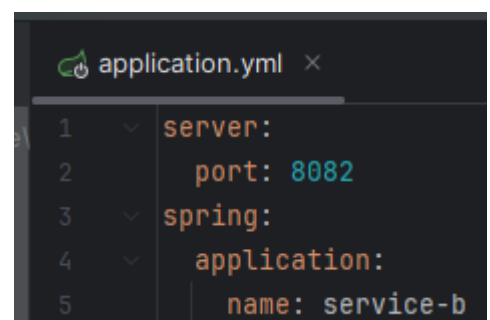 application.yml ×
1 server:
2   port: 8082
3 spring:
4   application:
5     name: service-b